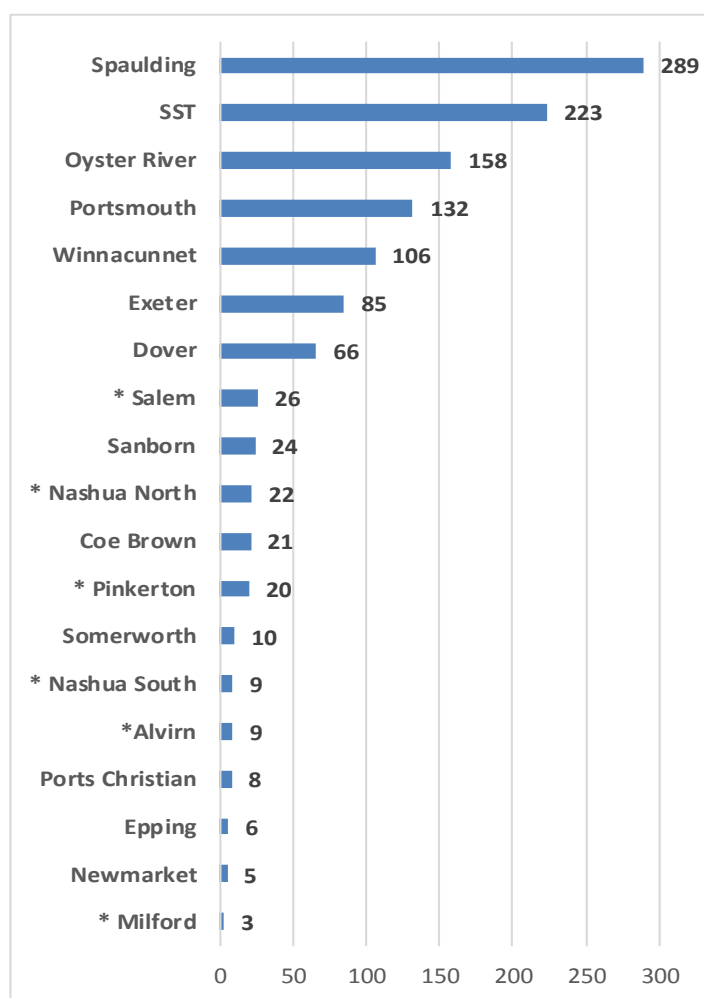 Spaulding 289
SST 223
Oyster River 158
Portsmouth 132
Winnacunnet 106
Exeter 85
Dover 66
* Salem 26
Sanborn 24
* Nashua North 22
Coe Brown 21
* Pinkerton 20
Somerworth 10
* Nashua South 9
*Alvirn 9
Ports Christian 8
Epping 6
Newmarket 5
* Milford 3
0 50 100 150 200 250 300